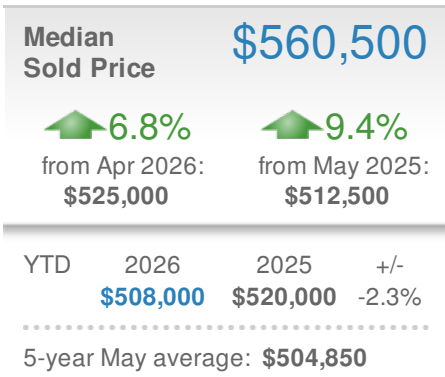 Median
Sold Price
$560,500
6.8%
from Apr 2026:
$525,000
9.4%
from May 2025:
$512,500
YTD 2026 2025 +/-
$508,000 $520,000 -2.3%
5-year May average: $504,850